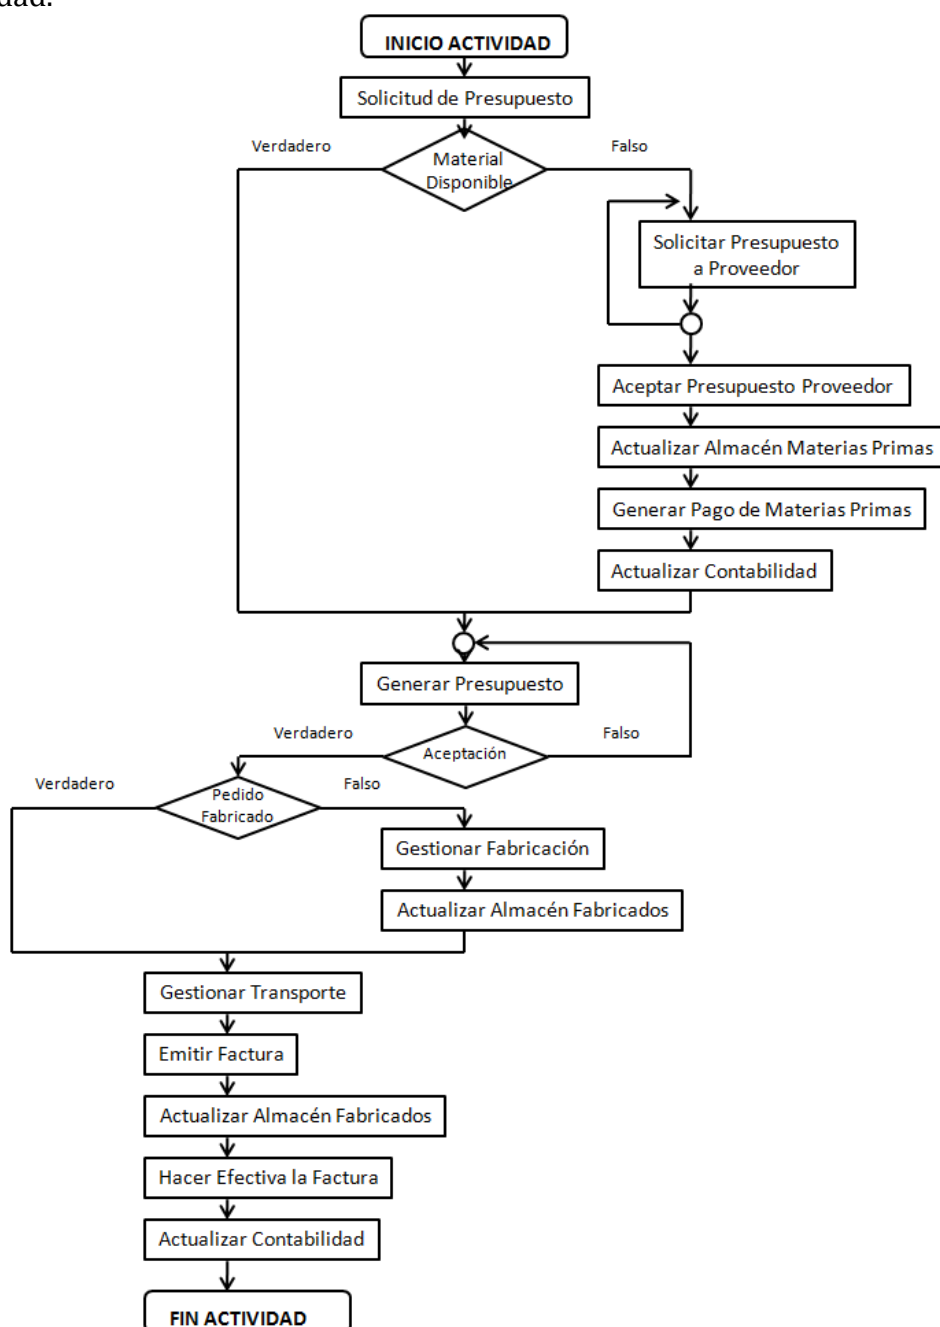 dad.
INICIO ACTIVIDAD
Solicitud de Presupuesto
Verdadero
Falso
Material
Disponible
Solicitar Presupuesto
a Proveedor
Aceptar Presupuesto Proveedor
Actualizar Almacén Materias Primas
Generar Pago de Materias Primas
Actualizar Contabilidad
Generar Presupuesto
Verdadero
Falso
Aceptación
Verdadero
Falso
Pedido
Fabricado
Gestionar Fabricación
Actualizar Almacén Fabricados
Gestionar Transporte
Emitir Factura
Actualizar Almacén Fabricados
Hacer Efectiva la Factura
Actualizar Contabilidad
FIN ACTIVIDAD